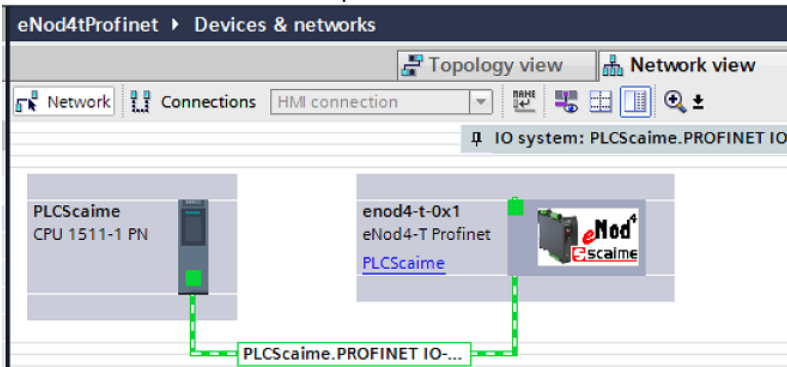 eNod4tProfinet ▸ Devices & networks
Topology view Network view
Network Connections HMI connection
IO system: PLCScaime.PROFINET IO
PLCScaime
CPU 1511-1 PN
enod4-t-0x1
eNod4-T Profinet
PLCScaime
eNod4
scaime
PLCScaime.PROFINET IO-...